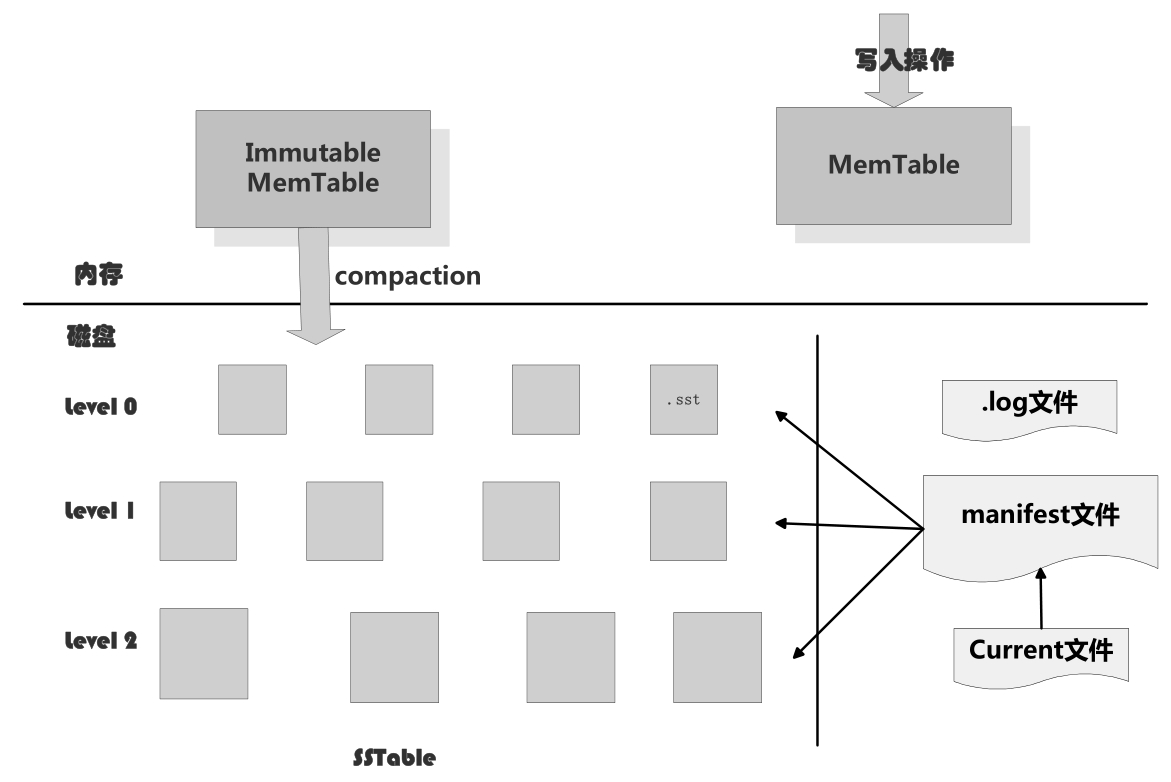 写入操作
Immutable
MemTable
MemTable
内存
compaction
磁盘
Level 0
.sst
.log文件
Level 1
manifest文件
Level 2
Current文件
SSTable